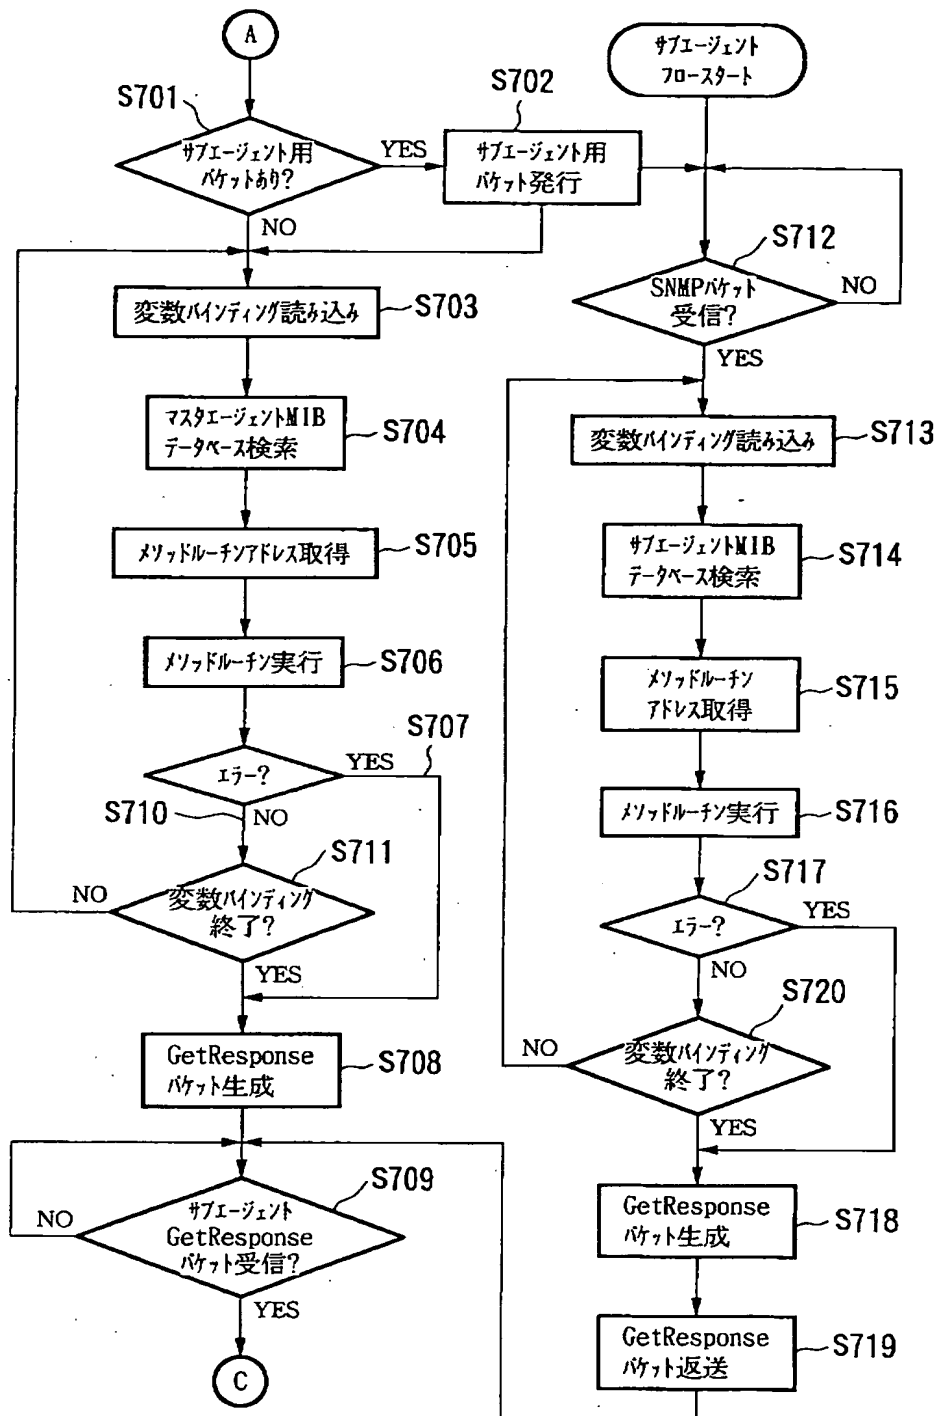 A
S701
サブエージェント用
パケットあり?
YES
NO
S702
サブエージェント用
パケット発行
S703
変数バインディング読み込み
S704
マスタエージェントMIB
データベース検索
S705
メソッドルーチンアドレス取得
S706
メソッドルーチン実行
S707
エラー?
YES
S710
NO
S711
変数バインディング
終了?
NO
YES
S708
GetResponse
パケット生成
S709
サブエージェント
GetResponse
パケット受信?
NO
YES
C
サブエージェント
フロースタート
S712
SNMPパケット
受信?
NO
YES
S713
変数バインディング読み込み
S714
サブエージェントMIB
データベース検索
S715
メソッドルーチン
アドレス取得
S716
メソッドルーチン実行
S717
エラー?
YES
NO
S720
変数バインディング
終了?
NO
YES
S718
GetResponse
パケット生成
S719
GetResponse
パケット返送